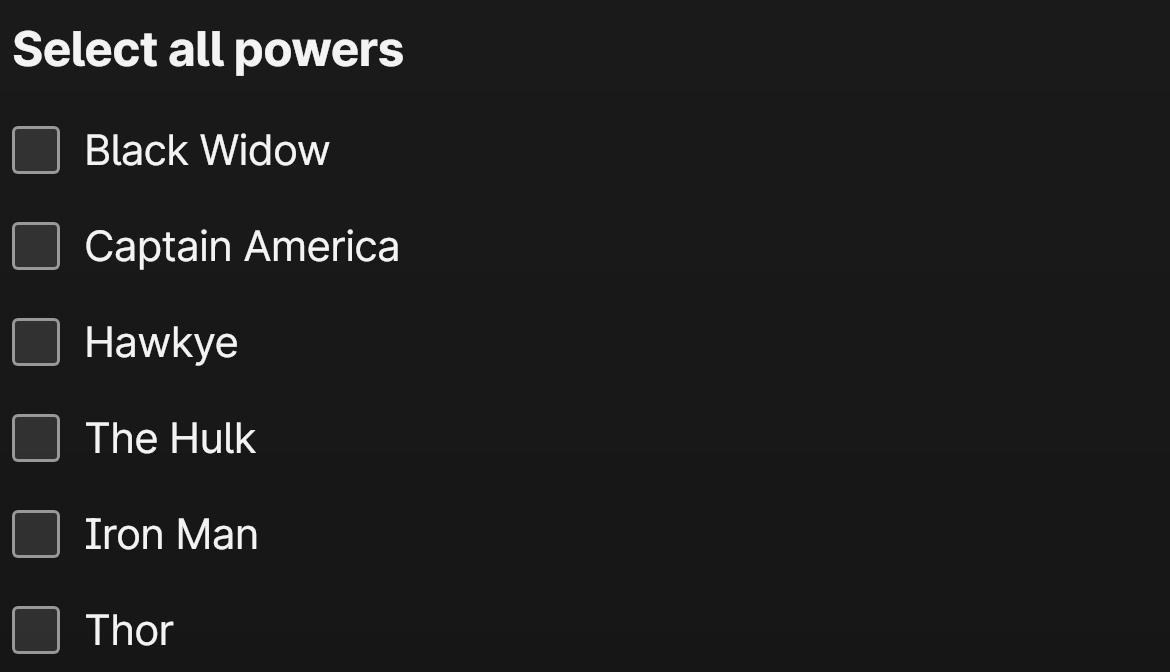 Select all powers
Black Widow
Captain America
Hawkye
The Hulk
Iron Man
Thor